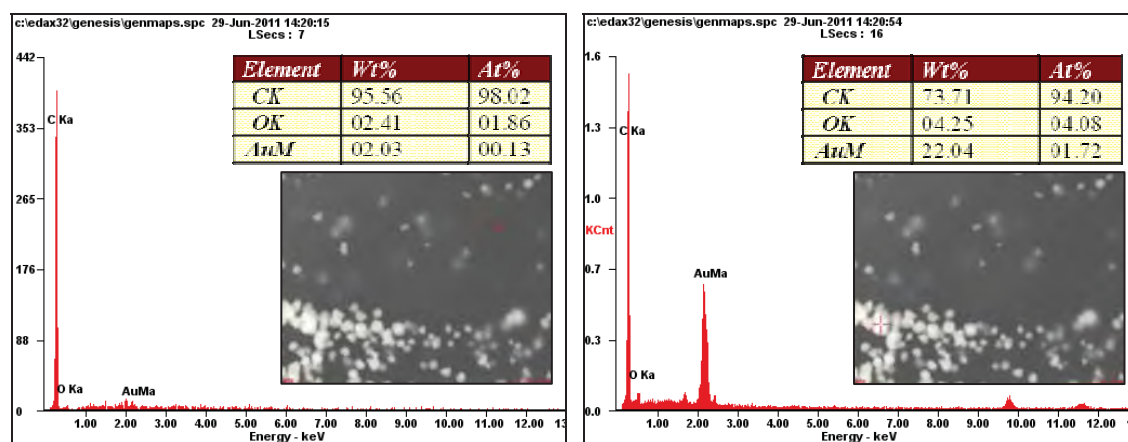 c:\edax32\genesis\genmaps.spc 29-Jun-2011 14:20:15
LSecs : 7
442
353
265
176
88
0
C Ka
O Ka
AuMa
Element Wt% At%
CK 95.56 98.02
OK 02.41 01.86
AuM 02.03 00.13
1.00 2.00 3.00 4.00 5.00 6.00 7.00 8.00 9.00 10.00 11.00 12.00 13
Energy - keV
c:\edax32\genesis\genmaps.spc 29-Jun-2011 14:20:54
LSecs : 16
1.6
1.3
1.0
KCnt
0.7
0.3
0.0
C Ka
O Ka
AuMa
Element Wt% At%
CK 73.71 94.20
OK 04.25 04.08
AuM 22.04 01.72
1.00 2.00 3.00 4.00 5.00 6.00 7.00 8.00 9.00 10.00 11.00 12.00
Energy - keV